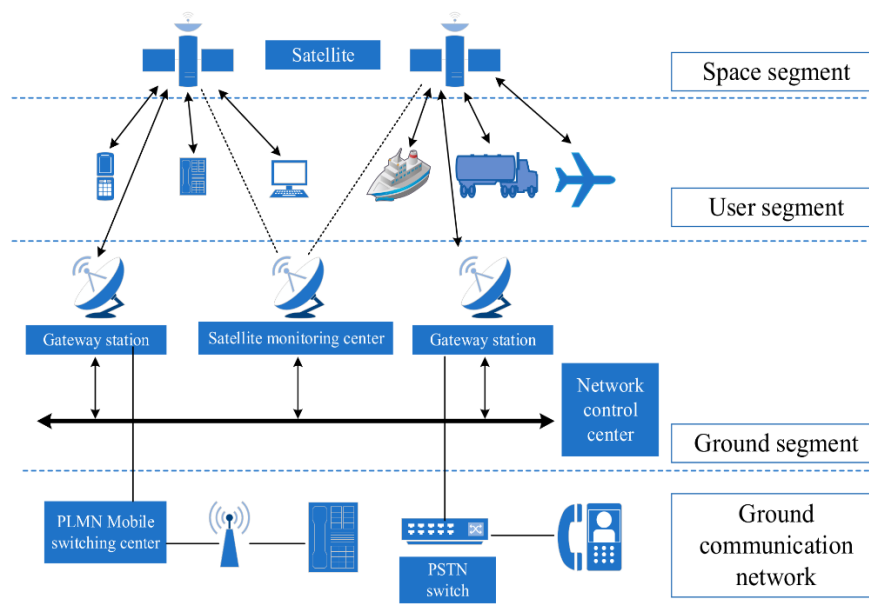 Satellite
Space segment
User segment
Gateway station
Satellite monitoring center
Gateway station
Network
control
center
Ground segment
PLMN Mobile
switching center
PSTN
switch
Ground
communication
network